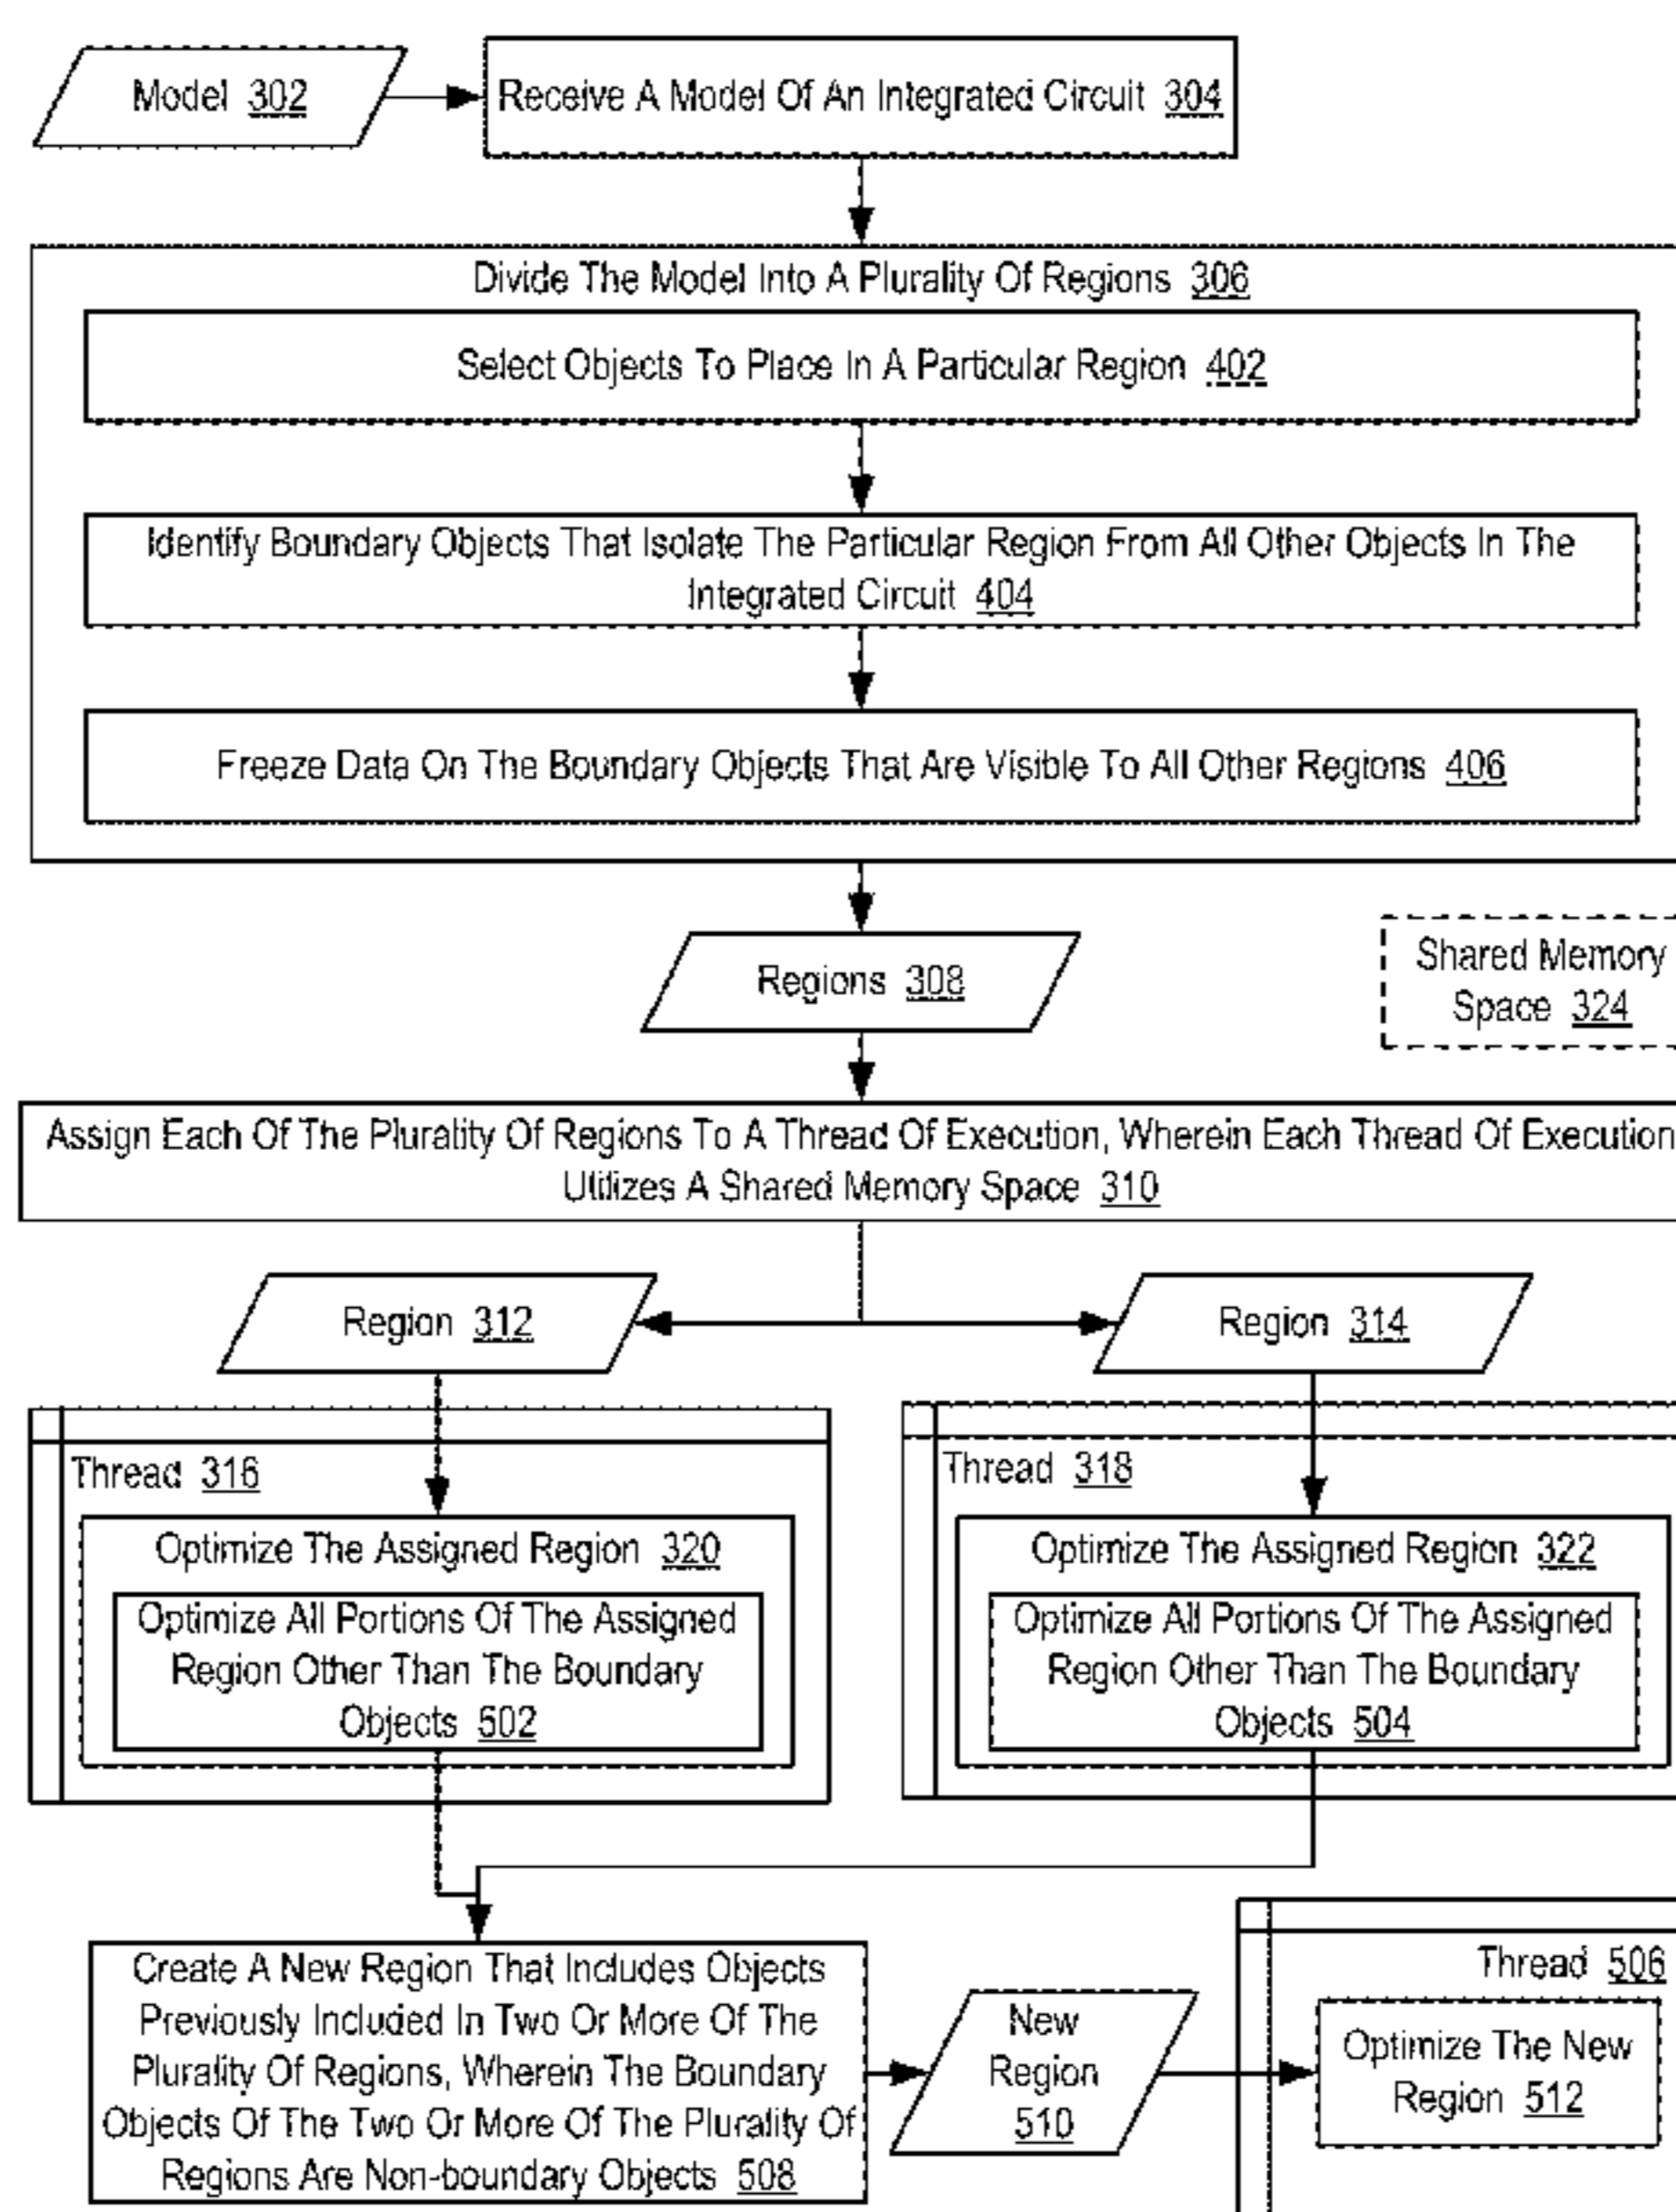 Model 302
Receive A Model Of An Integrated Circuit 304
Divide The Model Into A Plurality Of Regions 306
Select Objects To Place In A Particular Region 402
Identify Boundary Objects That Isolate The Particular Region From All Other Objects In The
Integrated Circuit 404
Freeze Data On The Boundary Objects That Are Visible To All Other Regions 406
Regions 308
Shared Memory
Space 324
Assign Each Of The Plurality Of Regions To A Thread Of Execution, Wherein Each Thread Of Execution
Utilizes A Shared Memory Space 310
Region 312
Region 314
Thread 316
Optimize The Assigned Region 320
Optimize All Portions Of The Assigned
Region Other Than The Boundary
Objects 502
Thread 318
Optimize The Assigned Region 322
Optimize All Portions Of The Assigned
Region Other Than The Boundary
Objects 504
Create A New Region That Includes Objects
Previously Included In Two Or More Of The
Plurality Of Regions, Wherein The Boundary
Objects Of The Two Or More Of The Plurality Of
Regions Are Non-boundary Objects 508
New
Region
510
Thread 506
Optimize The New
Region 512